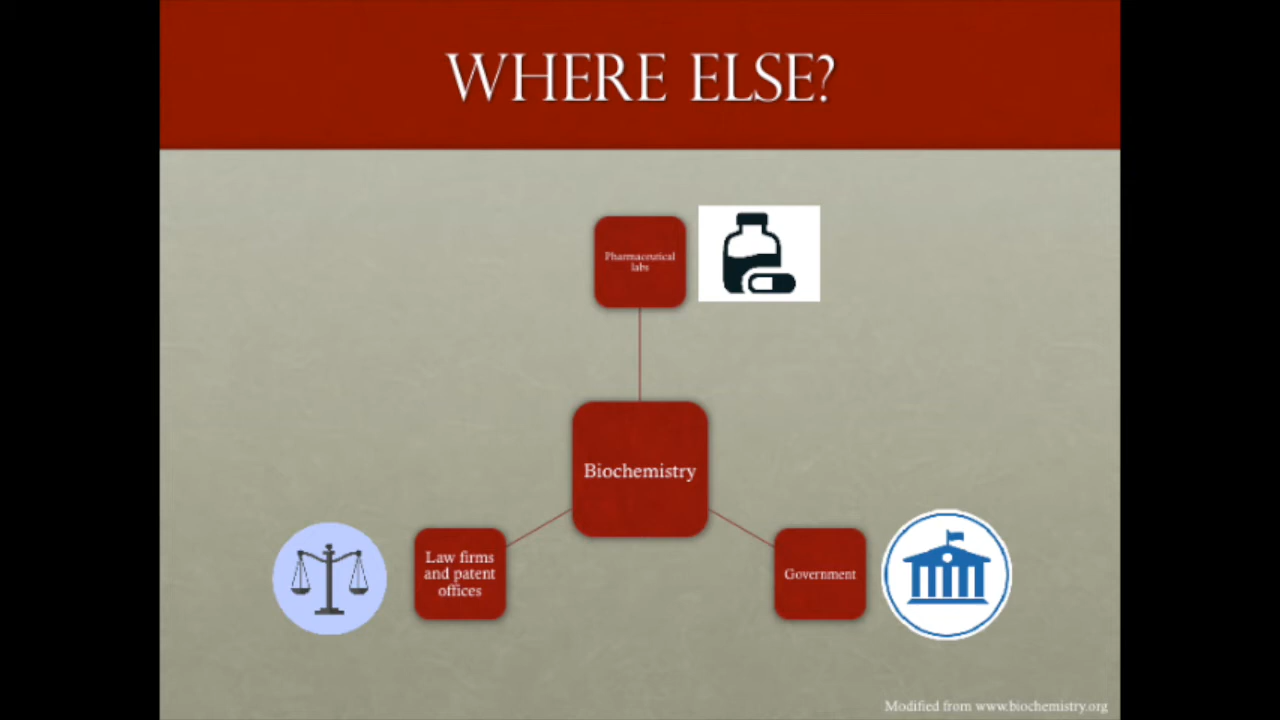 WHERE ELSE?
Pharmaceutical
labs
Biochemistry
Law firms
and patent
offices
Government
Modified from www.biochemistry.org